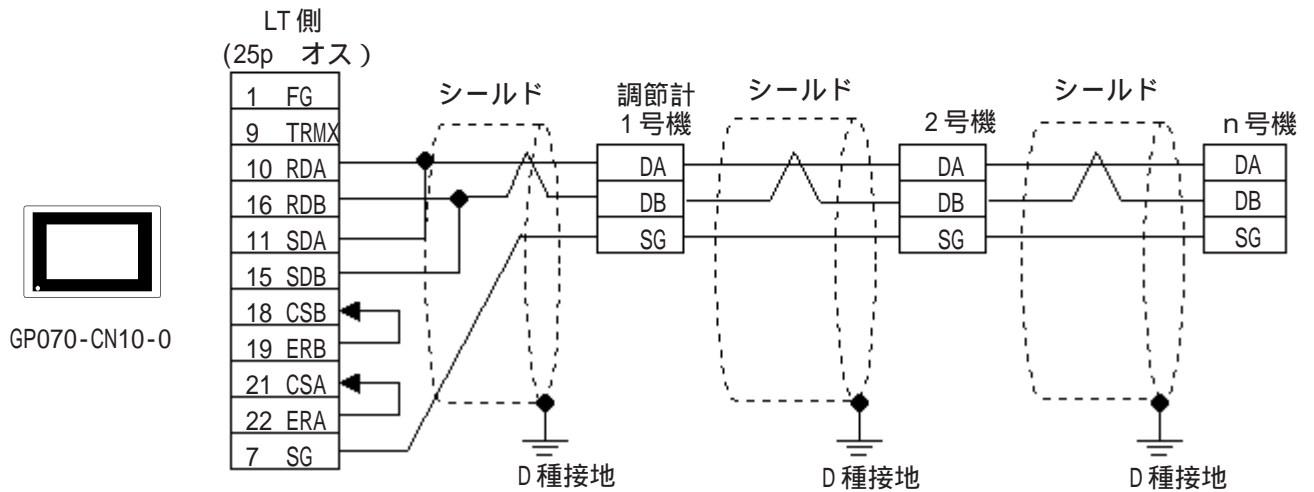 LT側
(25p オス)
1 FG
9 TRMX
10 RDA
16 RDB
11 SDA
15 SDB
18 CSB
19 ERB
21 CSA
22 ERA
7 SG
GP070-CN10-0
シールド
調節計
1号機
DA
DB
SG
D種接地
シールド
2号機
DA
DB
SG
D種接地
シールド
n号機
DA
DB
SG
D種接地